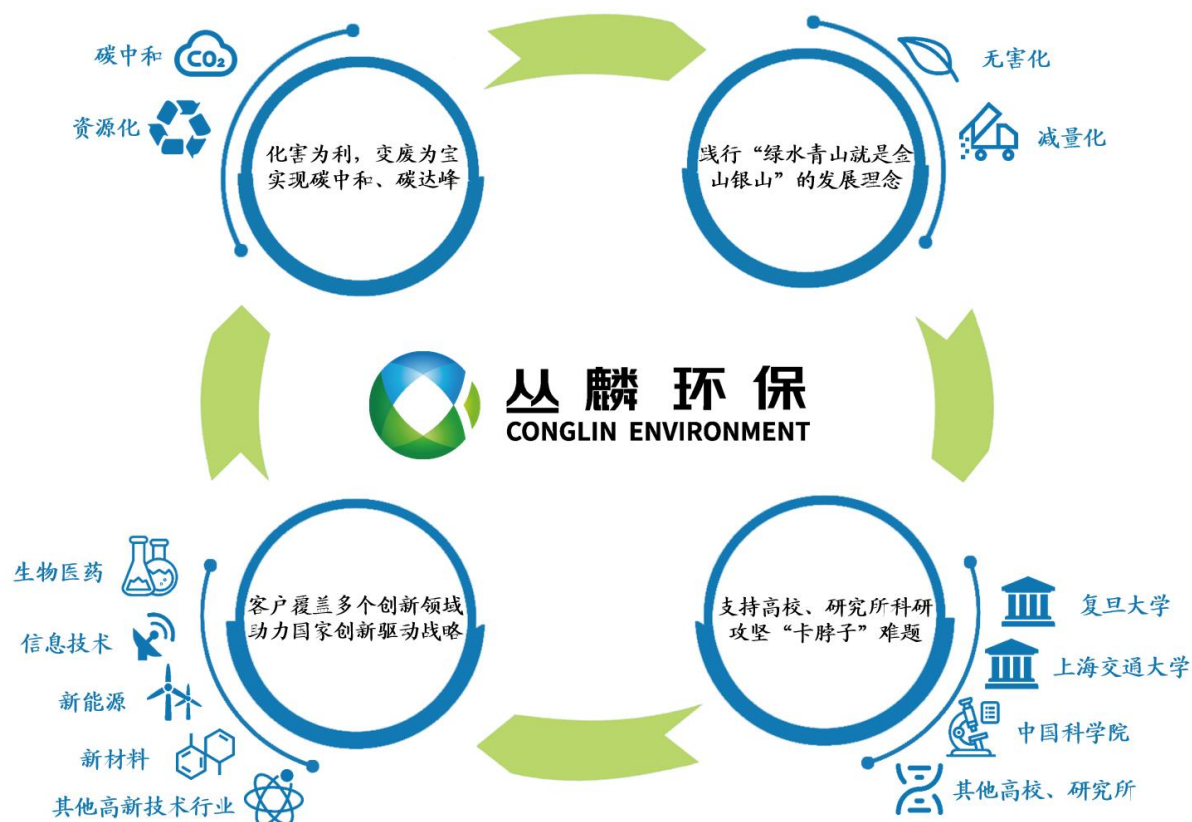 碳中和
CO₂
资源化
化害为利，变废为宝
实现碳中和、碳达峰
无害化
减量化
践行“绿水青山就是金
山银山”的发展理念
丛麟环保
CONGLIN ENVIRONMENT
生物医药
信息技术
新能源
新材料
其他高新技术行业
客户覆盖多个创新领域
助力国家创新驱动战略
支持高校、研究所科研
攻坚“卡脖子”难题
复旦大学
上海交通大学
中国科学院
其他高校、研究所